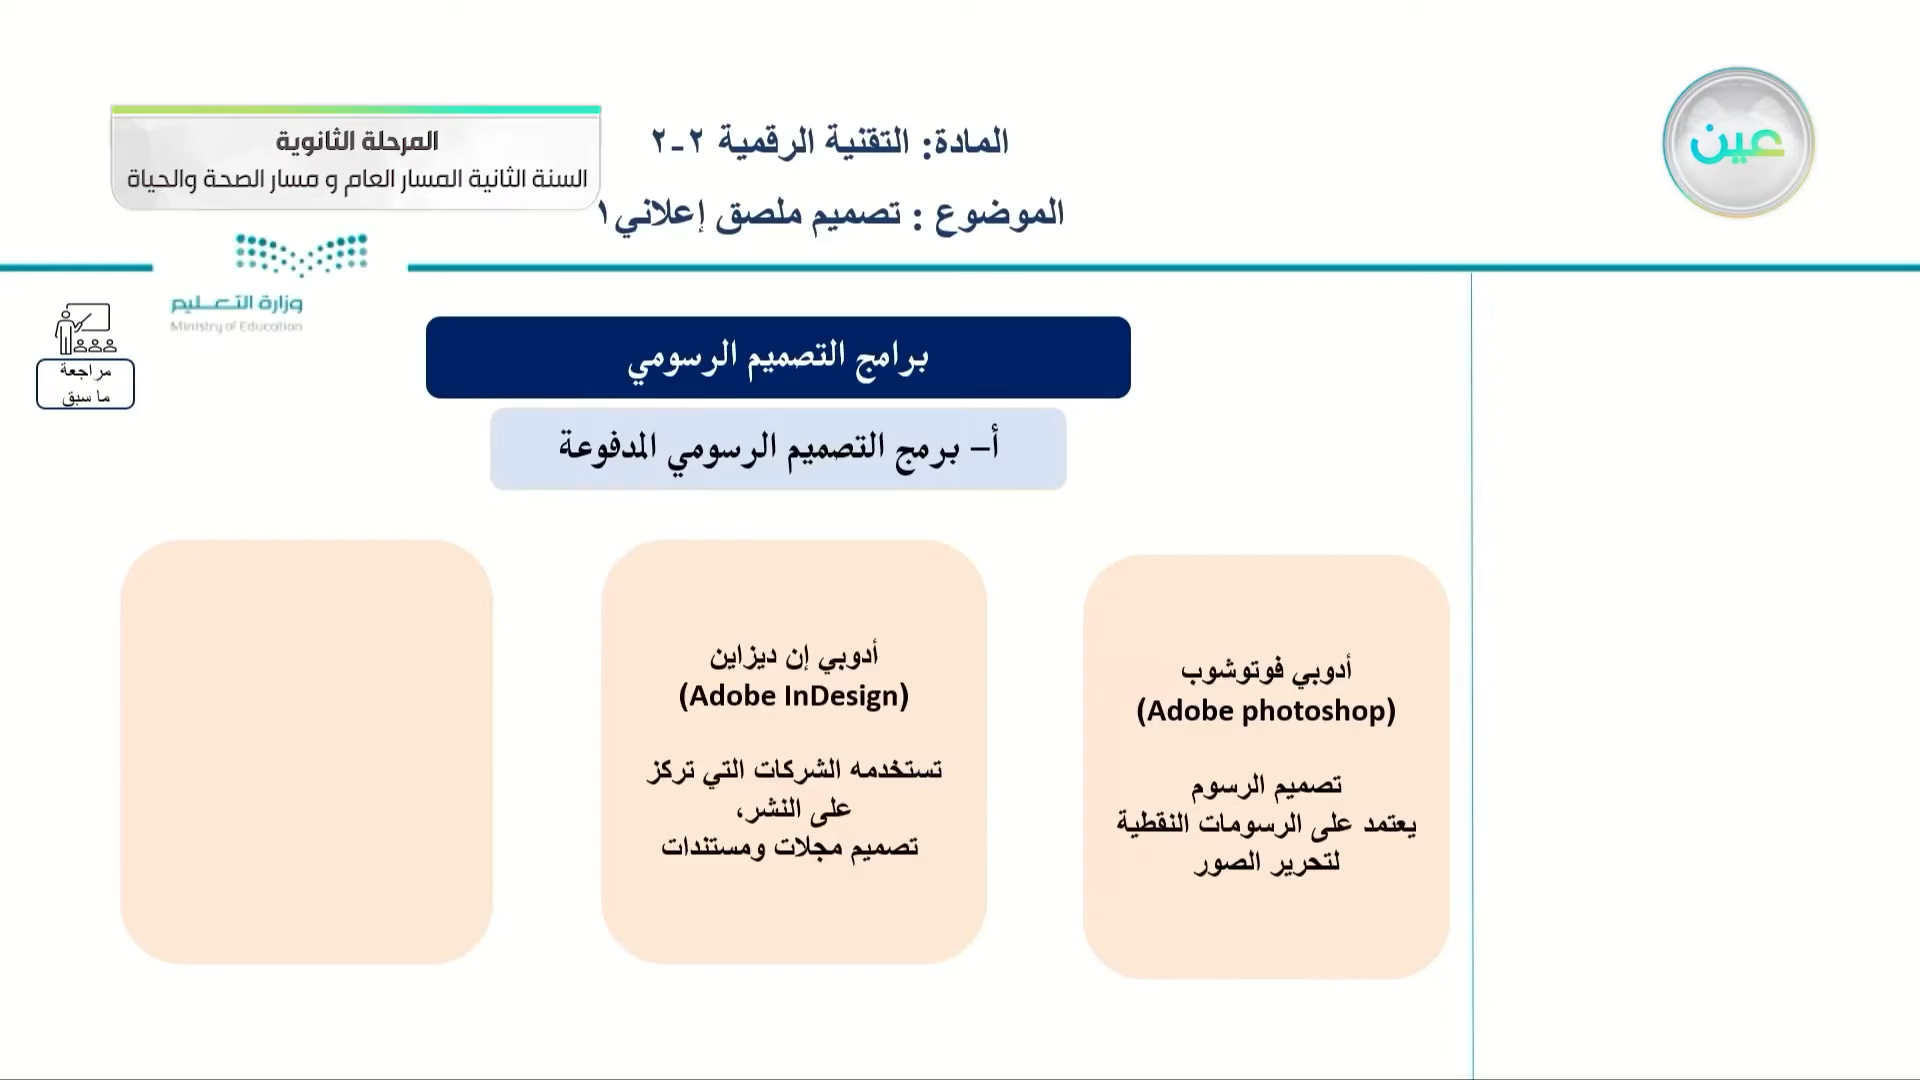 عين
المادة: التقنية الرقمية ٢-٢
الموضوع : تصميم ملصق إعلاني١
المرحلة الثانوية
السنة الثانية المسار العام و مسار الصحة والحياة
وزارة التعليم
Ministry of Education
مراجعة
ما سبق
برامج التصميم الرسومي
أ– برمج التصميم الرسومي المدفوعة
أدوبي فوتوشوب
(Adobe photoshop)
تصميم الرسوم
يعتمد على الرسومات النقطية
لتحرير الصور
أدوبي إن ديزاين
(Adobe InDesign)
تستخدمه الشركات التي تركز
على النشر،
تصميم مجلات ومستندات